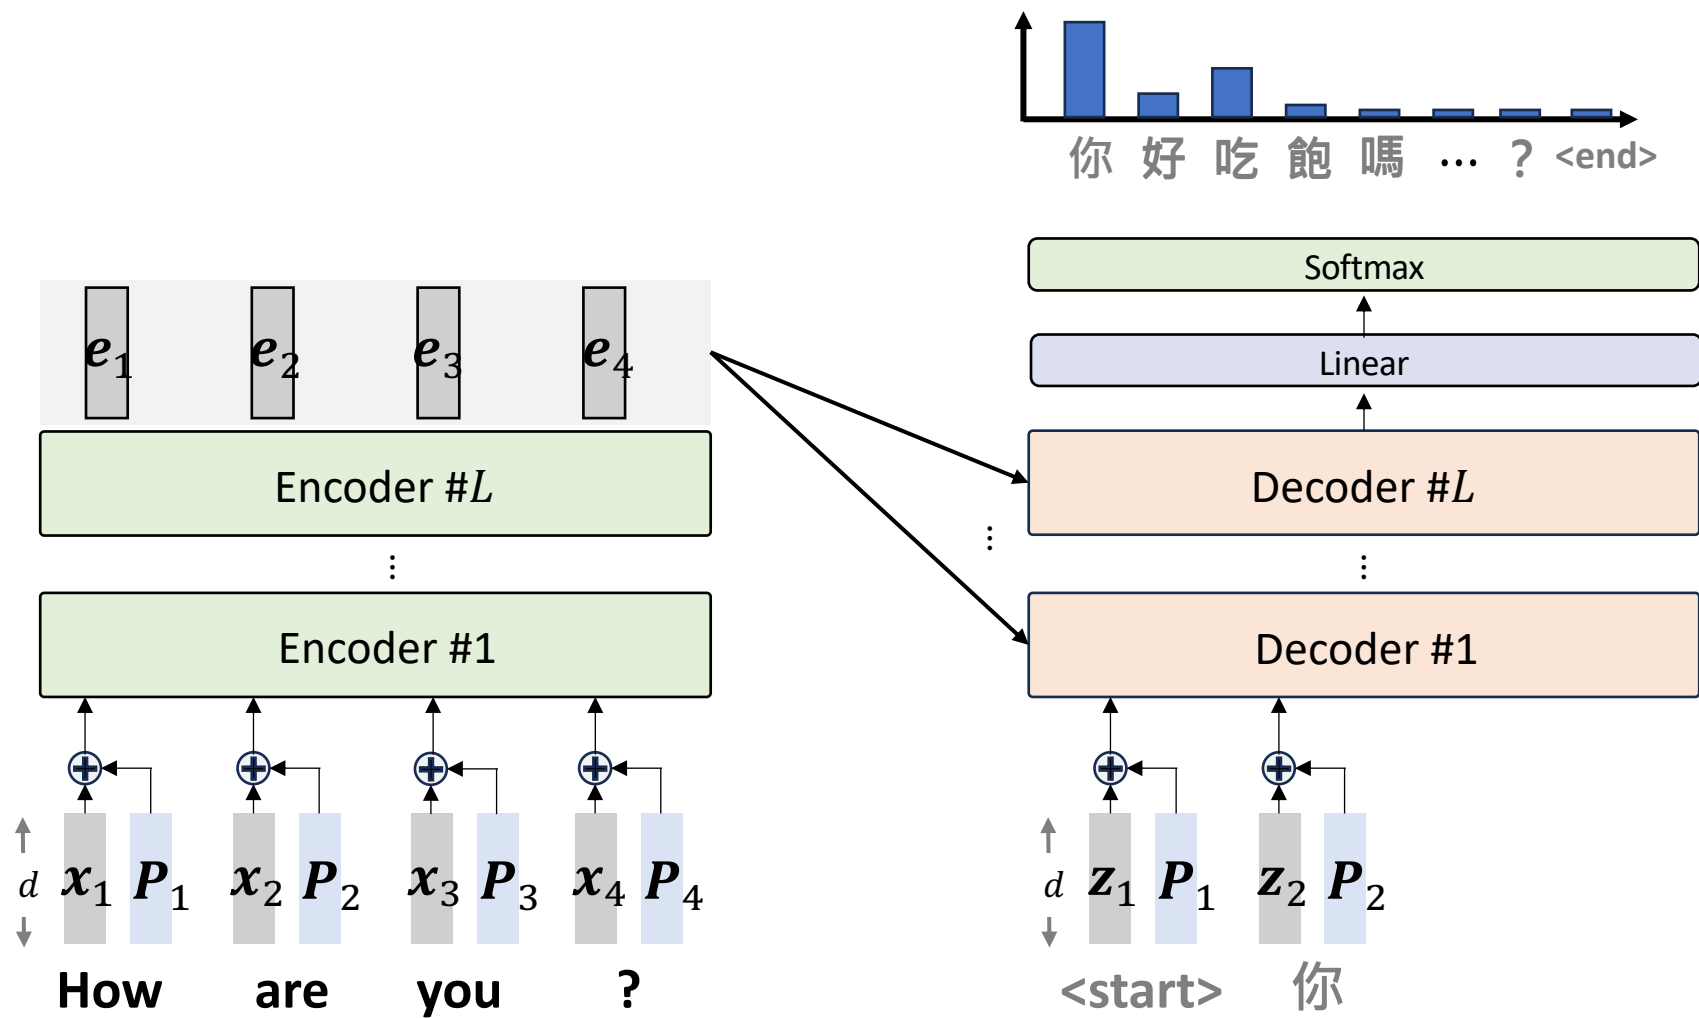 你 好 吃 飽 嗎 … ? <end>
Softmax
Linear
e₁ e₂ e₃ e₄
Encoder #L
Decoder #L
⋮
⋮
⋮
Encoder #1
Decoder #1
d x₁ P₁ x₂ P₂ x₃ P₃ x₄ P₄
d z₁ P₁ z₂ P₂
How are you ?
<start> 你